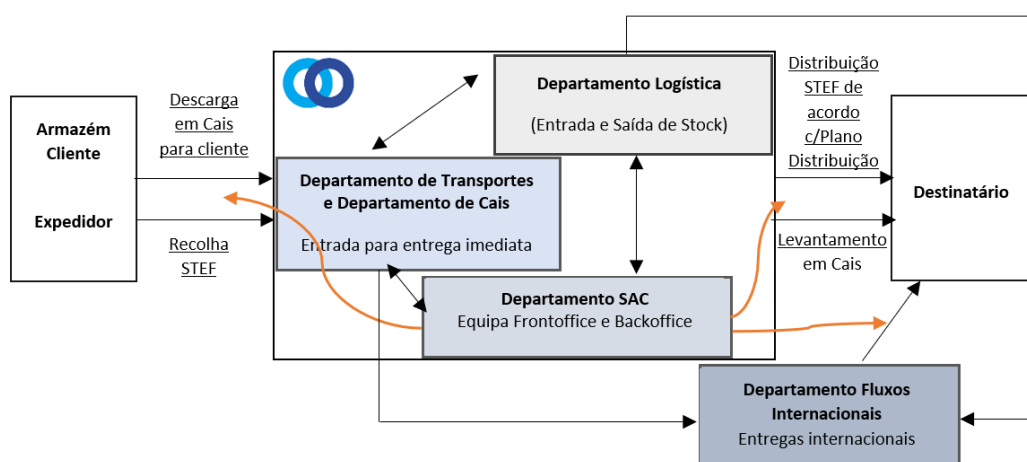 Armazém
Cliente
Expedidor
Descarga
em Cais
para cliente
Recolha
STEF
Departamento Logística
(Entrada e Saída de Stock)
Departamento de Transportes
e Departamento de Cais
Entrada para entrega imediata
Departamento SAC
Equipa Frontoffice e Backoffice
Distribuição
STEF de
acordo
c/Plano
Distribuição
Levantamento
em Cais
Destinatário
Departamento Fluxos
Internacionais
Entregas internacionais